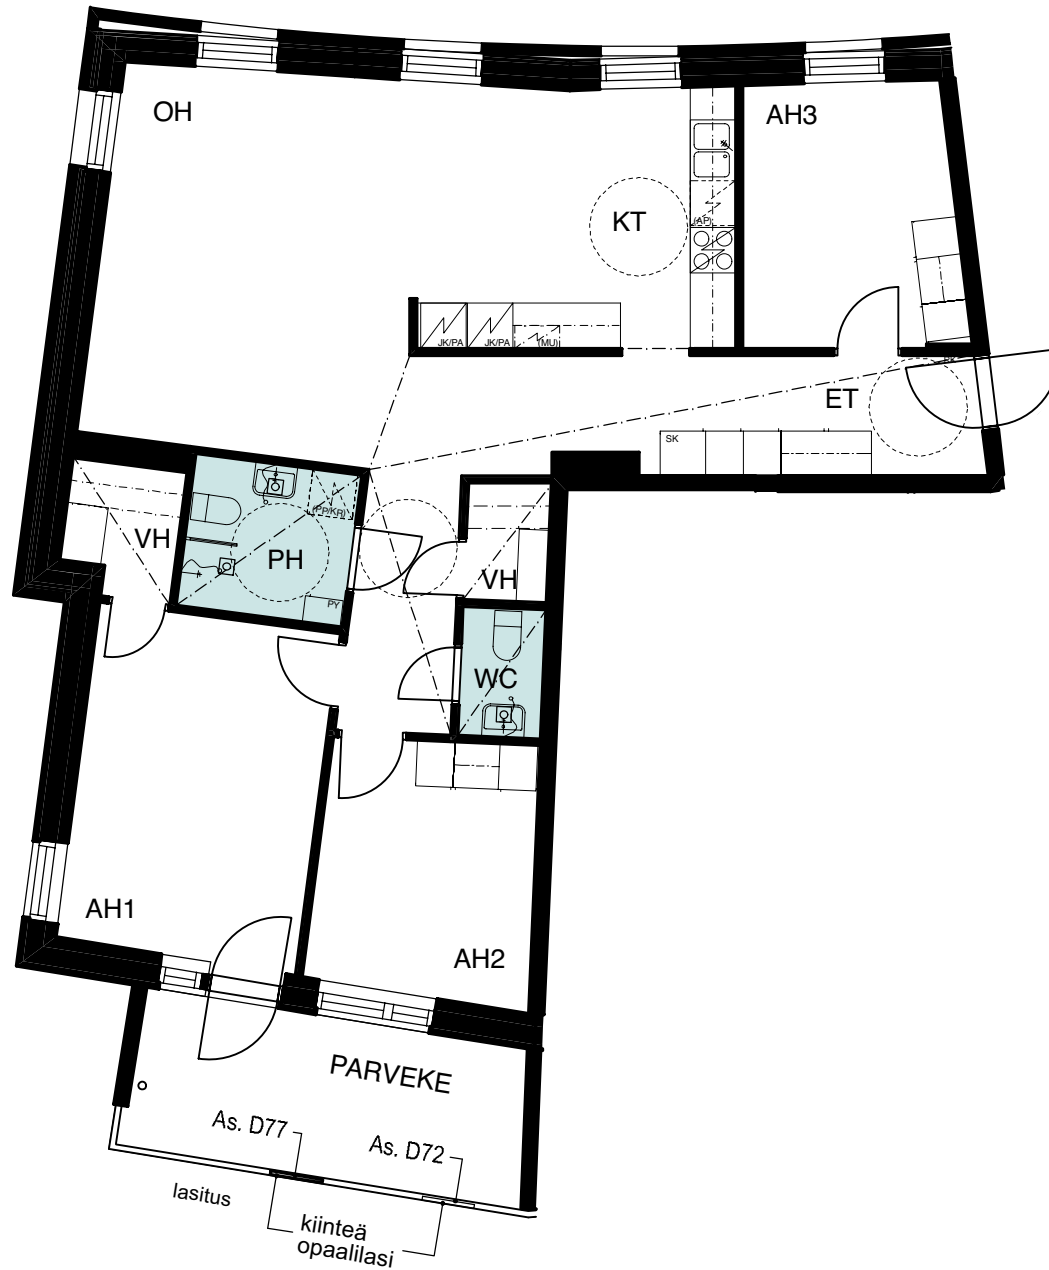 OH
AH3
KT
(AP)
JK/PA
JK/PA
(MU)
ET
SK
VH
(PP/KR)
PH
PY
VH
WC
AH1
AH2
PARVEKE
As. D77
As. D72
lasitus
kiinteä
opaalilasi